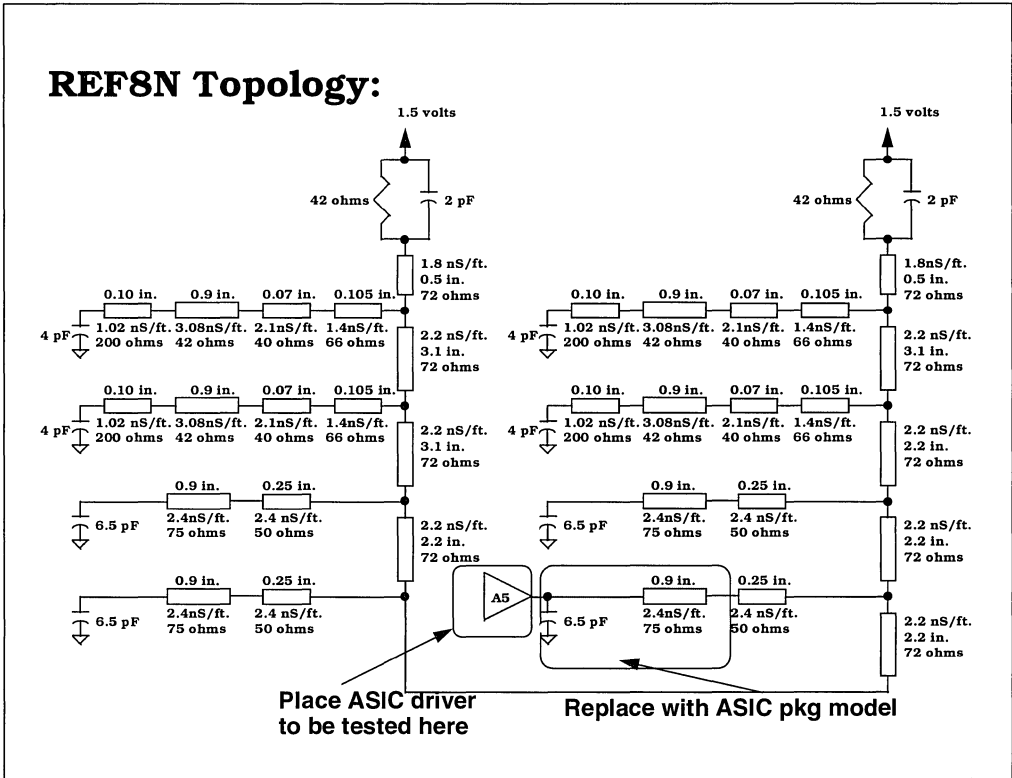 REF8N Topology:
1.5 volts
42 ohms
2 pF
1.8 nS/ft.
0.5 in.
72 ohms
0.10 in. 0.9 in. 0.07 in. 0.105 in.
4 pF
1.02 nS/ft. 3.08nS/ft. 2.1nS/ft. 1.4nS/ft.
200 ohms 42 ohms 40 ohms 66 ohms
2.2 nS/ft.
3.1 in.
72 ohms
0.10 in. 0.9 in. 0.07 in. 0.105 in.
4 pF
1.02 nS/ft. 3.08nS/ft. 2.1nS/ft. 1.4nS/ft.
200 ohms 42 ohms 40 ohms 66 ohms
2.2 nS/ft.
3.1 in.
72 ohms
0.9 in. 0.25 in.
6.5 pF
2.4nS/ft. 2.4 nS/ft.
75 ohms 50 ohms
2.2 nS/ft.
2.2 in.
72 ohms
0.9 in. 0.25 in.
6.5 pF
2.4nS/ft. 2.4 nS/ft.
75 ohms 50 ohms
1.5 volts
42 ohms
2 pF
1.8nS/ft.
0.5 in.
72 ohms
0.10 in. 0.9 in. 0.07 in. 0.105 in.
4 pF
1.02 nS/ft. 3.08nS/ft. 2.1nS/ft. 1.4nS/ft.
200 ohms 42 ohms 40 ohms 66 ohms
2.2 nS/ft.
3.1 in.
72 ohms
0.10 in. 0.9 in. 0.07 in. 0.105 in.
4 pF
1.02 nS/ft. 3.08nS/ft. 2.1nS/ft. 1.4nS/ft.
200 ohms 42 ohms 40 ohms 66 ohms
2.2 nS/ft.
2.2 in.
72 ohms
0.9 in. 0.25 in.
6.5 pF
2.4nS/ft. 2.4 nS/ft.
75 ohms 50 ohms
2.2 nS/ft.
2.2 in.
72 ohms
A5
0.9 in. 0.25 in.
6.5 pF
2.4nS/ft. 2.4 nS/ft.
75 ohms 50 ohms
2.2 nS/ft.
2.2 in.
72 ohms
Place ASIC driver
to be tested here
Replace with ASIC pkg model